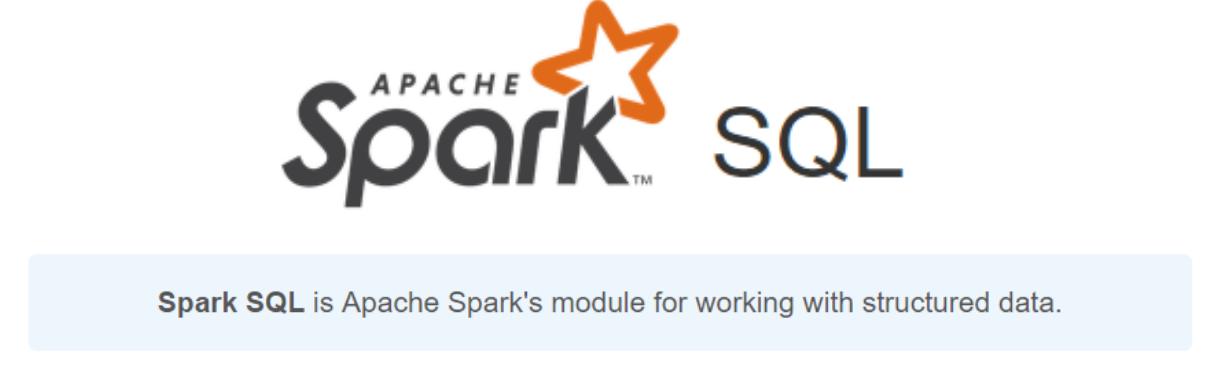 APACHE
Spark™ SQL
Spark SQL is Apache Spark's module for working with structured data.